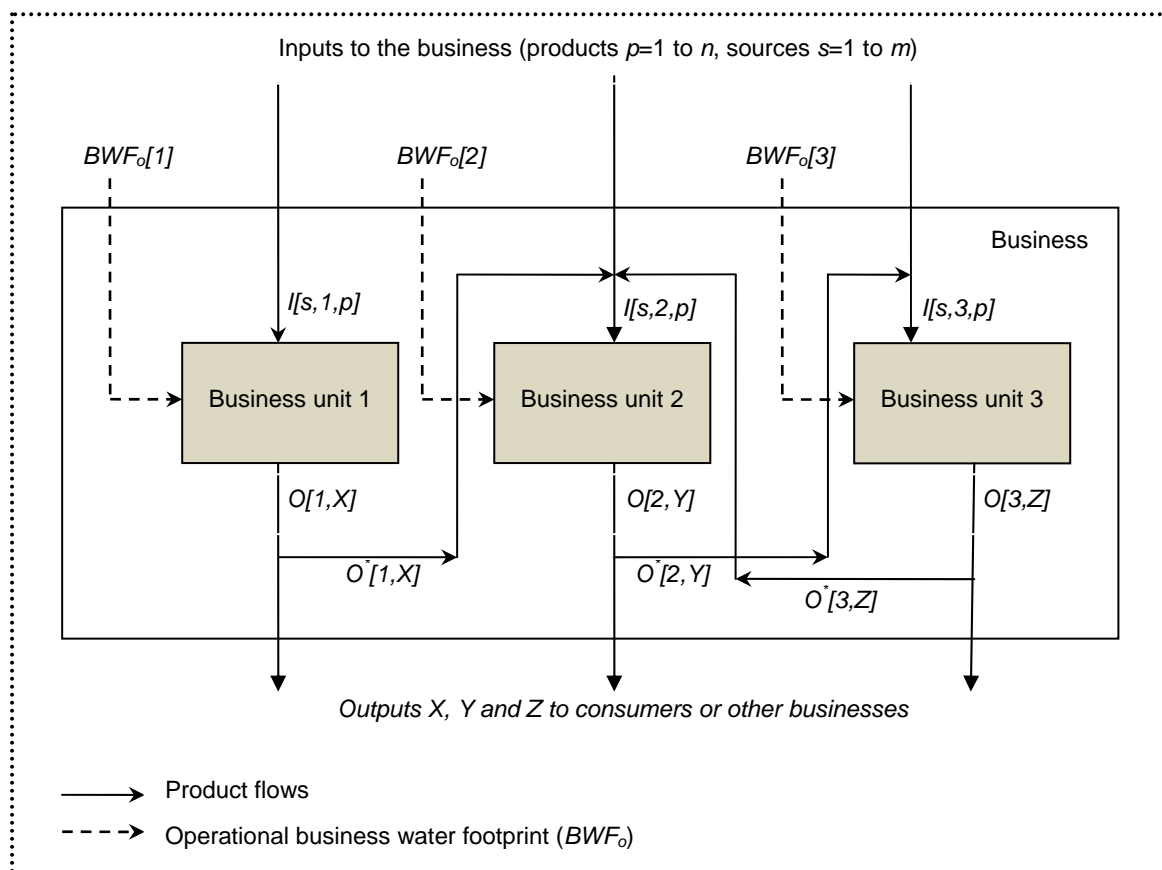 Inputs to the business (products p=1 to n, sources s=1 to m)
BWFₒ[1]
BWFₒ[2]
BWFₒ[3]
Business
I[s,1,p]
I[s,2,p]
I[s,3,p]
Business unit 1
Business unit 2
Business unit 3
O[1,X]
O[2,Y]
O[3,Z]
O*[1,X]
O*[2,Y]
O*[3,Z]
Outputs X, Y and Z to consumers or other businesses
Product flows
Operational business water footprint (BWFₒ)